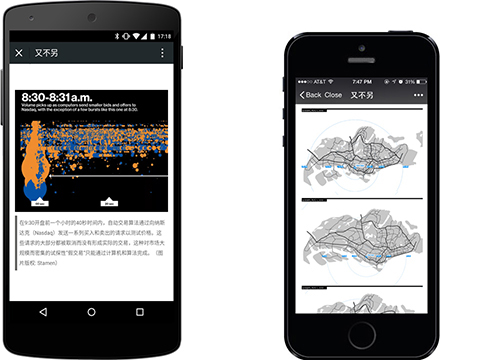 17:18
又不另
8:30-8:31a.m.
Volume picks up as computers send smaller bids and offers to
Nasdaq, with the exception of a few bursts like this one at 8:30.
在9:30开盘前一个小时的40秒时间内，自动交易算法通过向纳斯
达克（Nasdaq）发送一系列买入和卖出的请求以测试价格。这
些请求的大部分都被取消而没有形成实际的交易，这种对市场大
规模而密集的试探性“假交易”只能通过计算机和算法完成。（图
片版权: Stamen）
AT&T
7:47 PM
31%
Back Close 又不另